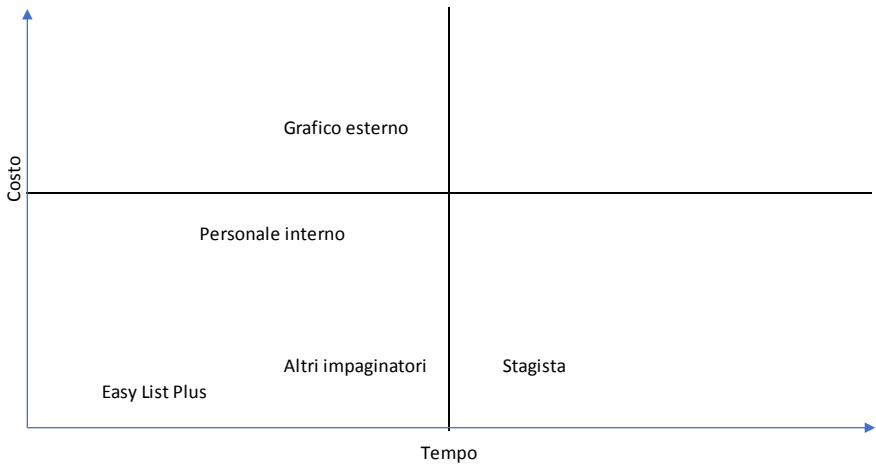 Grafico esterno
Costo
Personale interno
Altri impaginatori
Stagista
Easy List Plus
Tempo